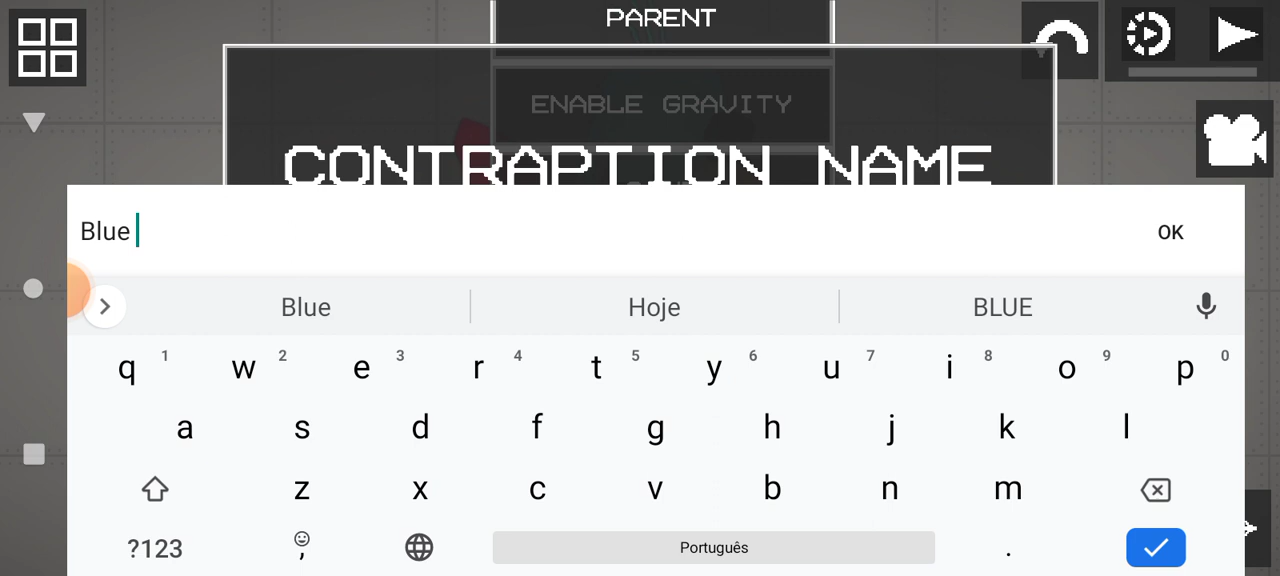 PARENT
ENABLE GRAVITY
CONTRAPTION NAME
Blue
OK
Blue Hoje BLUE
q 1 w 2 e 3 r 4 t 5 y 6 u 7 i 8 o 9 p 0
a s d f g h j k l
z x c v b n m
?123 , Português .